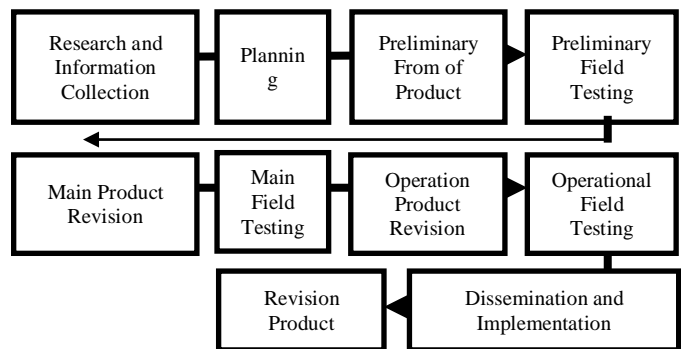 Research and
Information
Collection
Plannin
g
Preliminary
From of
Product
Preliminary
Field
Testing
Main Product
Revision
Main
Field
Testing
Operation
Product
Revision
Operational
Field
Testing
Revision
Product
Dissemination and
Implementation